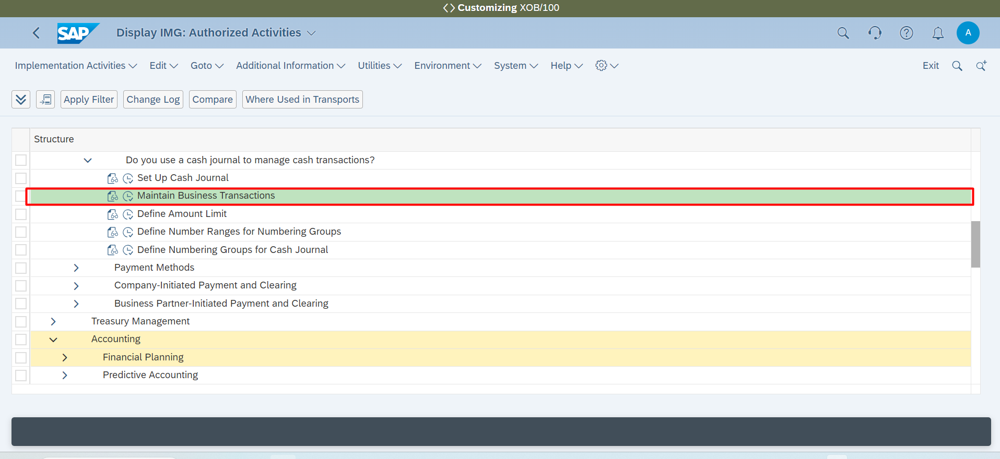 Customizing XOB/100
SAP Display IMG: Authorized Activities A
Implementation Activities Edit Goto Additional Information Utilities Environment System Help Exit
Apply Filter Change Log Compare Where Used in Transports
Structure
Do you use a cash journal to manage cash transactions?
Set Up Cash Journal
Maintain Business Transactions
Define Amount Limit
Define Number Ranges for Numbering Groups
Define Numbering Groups for Cash Journal
Payment Methods
Company-Initiated Payment and Clearing
Business Partner-Initiated Payment and Clearing
Treasury Management
Accounting
Financial Planning
Predictive Accounting